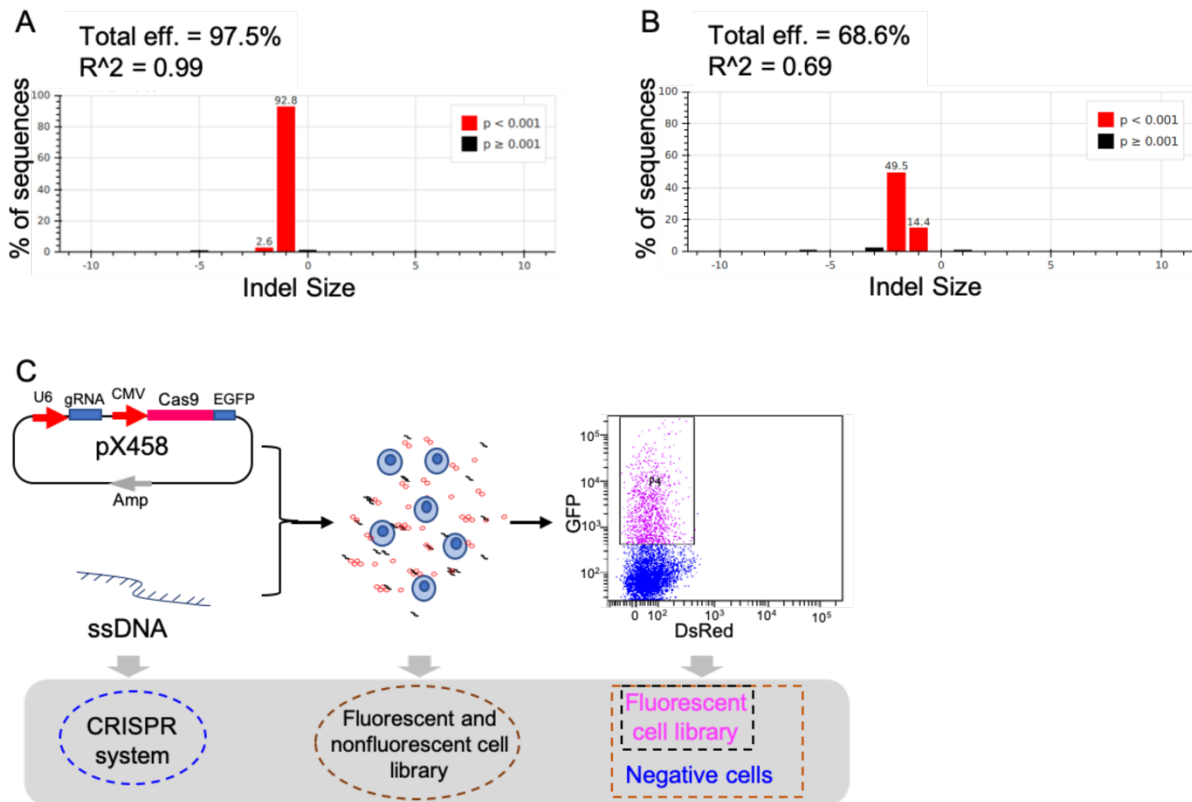 A
Total eff. = 97.5%
R^2 = 0.99
% of sequences
100
80
60
40
20
0
92.8
2.6
p < 0.001
p ≥ 0.001
-10
-5
0
5
10
Indel Size
B
Total eff. = 68.6%
R^2 = 0.69
% of sequences
100
80
60
40
20
0
49.5
14.4
p < 0.001
p ≥ 0.001
-10
-5
0
5
10
Indel Size
C
U6
gRNA
CMV
Cas9
EGFP
pX458
Amp
ssDNA
GFP
10^5
10^4
10^3
10^2
P4
0
10^2
10^3
10^4
10^5
DsRed
CRISPR
system
Fluorescent and
nonfluorescent cell
library
Fluorescent
cell library
Negative cells